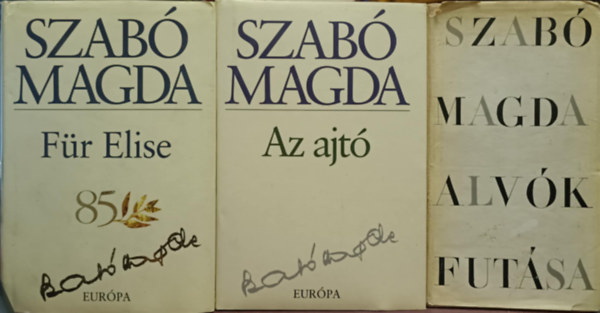 SZABÓ
MAGDA
Für Elise
85
EURÓPA
SZABÓ
MAGDA
Az ajtó
EURÓPA
SZABÓ
MAGDA
ALVÓK
FUTÁSA